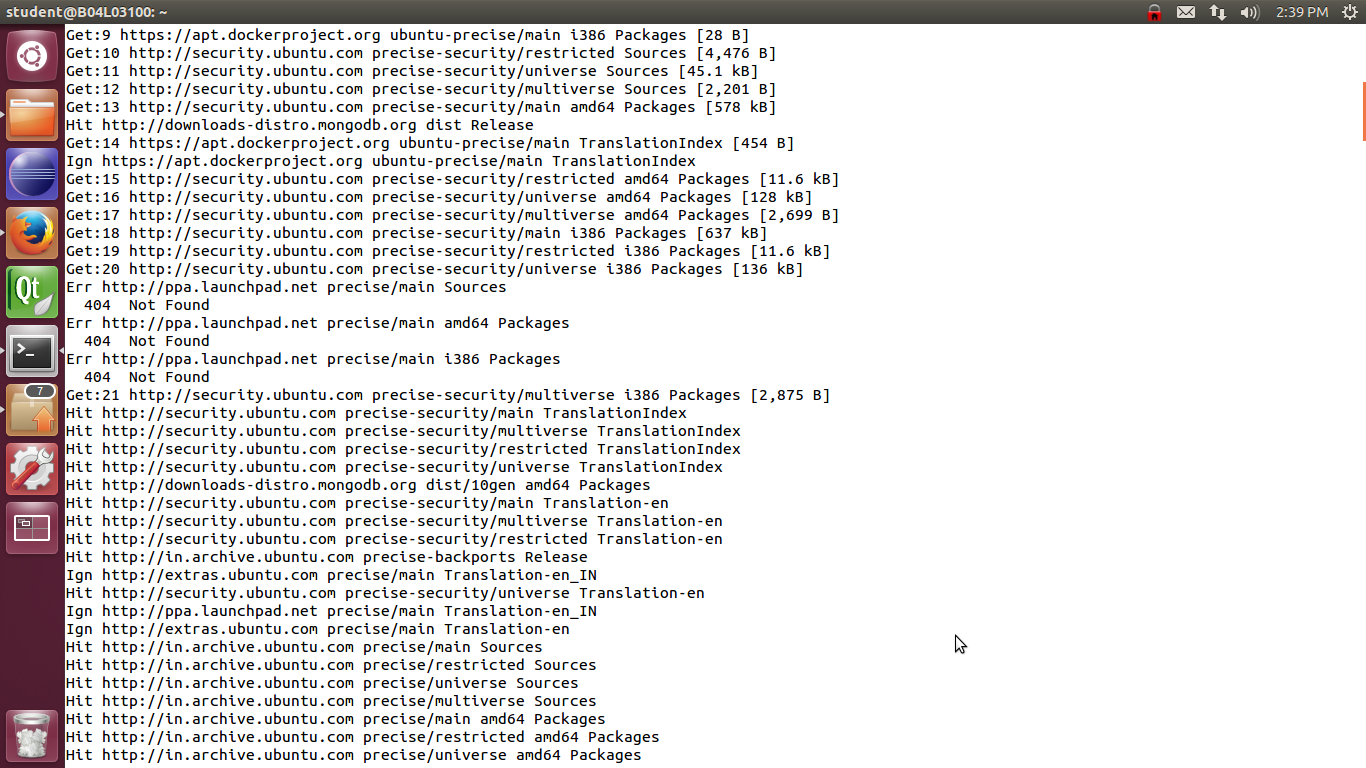 student@B04L03100: ~
2:39 PM
Get:9 https://apt.dockerproject.org ubuntu-precise/main i386 Packages [28 B]
Get:10 http://security.ubuntu.com precise-security/restricted Sources [4,476 B]
Get:11 http://security.ubuntu.com precise-security/universe Sources [45.1 kB]
Get:12 http://security.ubuntu.com precise-security/multiverse Sources [2,201 B]
Get:13 http://security.ubuntu.com precise-security/main amd64 Packages [578 kB]
Hit http://downloads-distro.mongodb.org dist Release
Get:14 https://apt.dockerproject.org ubuntu-precise/main TranslationIndex [454 B]
Ign https://apt.dockerproject.org ubuntu-precise/main TranslationIndex
Get:15 http://security.ubuntu.com precise-security/restricted amd64 Packages [11.6 kB]
Get:16 http://security.ubuntu.com precise-security/universe amd64 Packages [128 kB]
Get:17 http://security.ubuntu.com precise-security/multiverse amd64 Packages [2,699 B]
Get:18 http://security.ubuntu.com precise-security/main i386 Packages [637 kB]
Get:19 http://security.ubuntu.com precise-security/restricted i386 Packages [11.6 kB]
Get:20 http://security.ubuntu.com precise-security/universe i386 Packages [136 kB]
Err http://ppa.launchpad.net precise/main Sources
  404  Not Found
Err http://ppa.launchpad.net precise/main amd64 Packages
  404  Not Found
Err http://ppa.launchpad.net precise/main i386 Packages
  404  Not Found
Get:21 http://security.ubuntu.com precise-security/multiverse i386 Packages [2,875 B]
Hit http://security.ubuntu.com precise-security/main TranslationIndex
Hit http://security.ubuntu.com precise-security/multiverse TranslationIndex
Hit http://security.ubuntu.com precise-security/restricted TranslationIndex
Hit http://security.ubuntu.com precise-security/universe TranslationIndex
Hit http://downloads-distro.mongodb.org dist/10gen amd64 Packages
Hit http://security.ubuntu.com precise-security/main Translation-en
Hit http://security.ubuntu.com precise-security/multiverse Translation-en
Hit http://security.ubuntu.com precise-security/restricted Translation-en
Hit http://in.archive.ubuntu.com precise-backports Release
Ign http://extras.ubuntu.com precise/main Translation-en_IN
Hit http://security.ubuntu.com precise-security/universe Translation-en
Ign http://ppa.launchpad.net precise/main Translation-en_IN
Ign http://extras.ubuntu.com precise/main Translation-en
Hit http://in.archive.ubuntu.com precise/main Sources
Hit http://in.archive.ubuntu.com precise/restricted Sources
Hit http://in.archive.ubuntu.com precise/universe Sources
Hit http://in.archive.ubuntu.com precise/multiverse Sources
Hit http://in.archive.ubuntu.com precise/main amd64 Packages
Hit http://in.archive.ubuntu.com precise/restricted amd64 Packages
Hit http://in.archive.ubuntu.com precise/universe amd64 Packages
Qt
>_
7